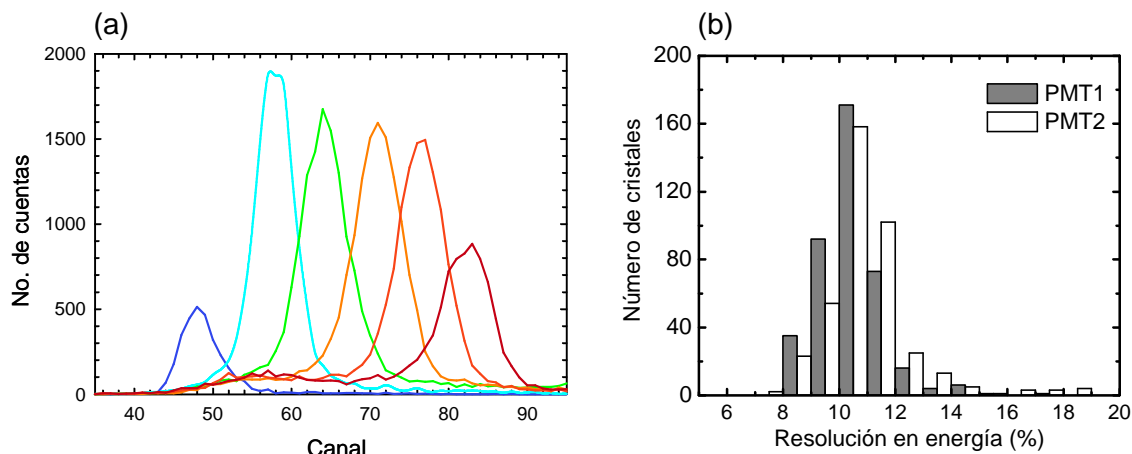 (a)
2000
1500
1000
500
0
No. de cuentas
40 50 60 70 80 90
Canal
(b)
200
160
120
80
40
0
Número de cristales
PMT1
PMT2
6 8 10 12 14 16 18 20
Resolución en energía (%)